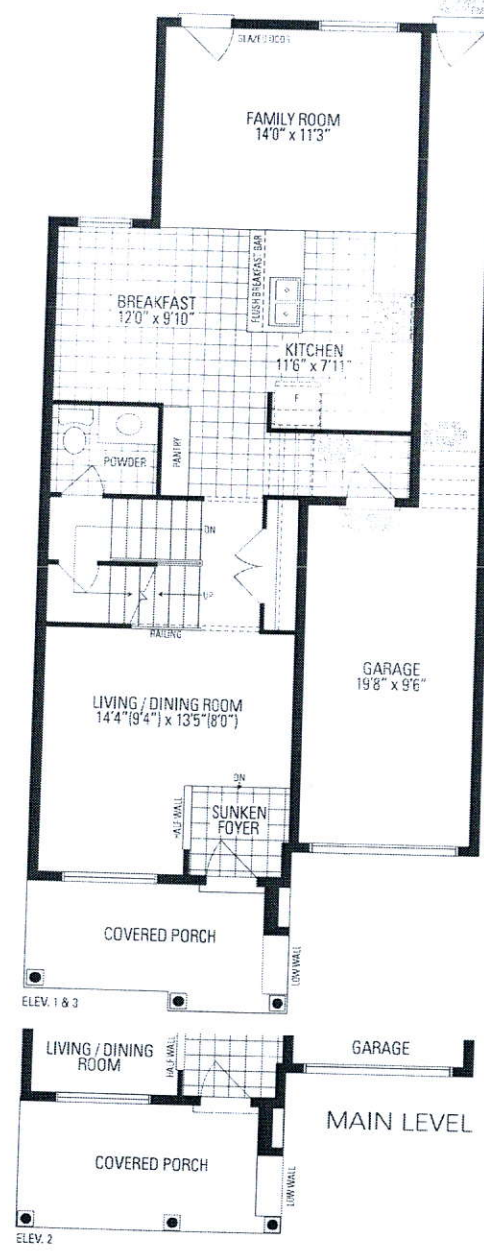 GLAZED DOOR
FAMILY ROOM
14'0" x 11'3"
FLUSH BREAKFAST BAR
BREAKFAST
12'0" x 9'10"
KITCHEN
11'6" x 7'11"
F
POWDER
PANTRY
DN
UP
RAILING
LIVING / DINING ROOM
14'4"(9'4") x 13'5"(8'0")
GARAGE
19'8" x 9'6"
DN
HALF WALL
SUNKEN
FOYER
COVERED PORCH
LOW WALL
ELEV. 1 & 3
LIVING / DINING
ROOM
HALF WALL
GARAGE
MAIN LEVEL
COVERED PORCH
LOW WALL
ELEV. 2